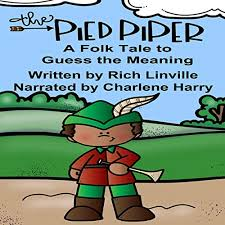 the PIED PIPER
A Folk Tale to
Guess the Meaning
Written by Rich Linville
Narrated by Charlene Harry